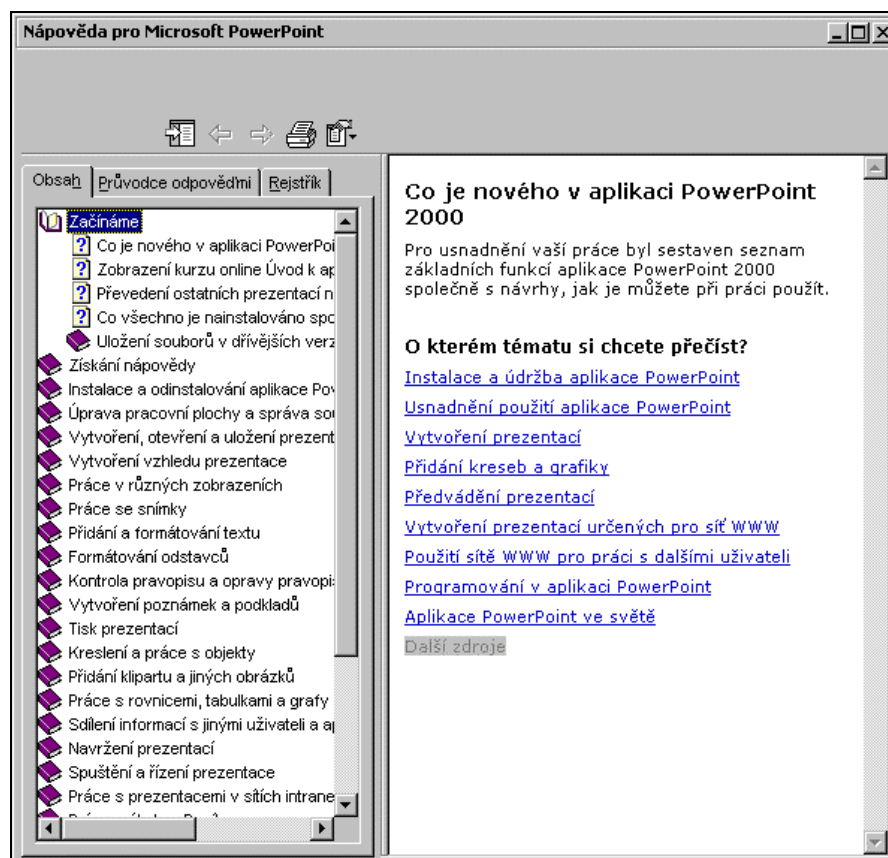 Nápověda pro Microsoft PowerPoint
Obsah
Průvodce odpověďmi
Rejstřík
Začínáme
Co je nového v aplikaci PowerPoi
Zobrazení kurzu online Úvod k ap
Převedení ostatních prezentací n
Co všechno je nainstalováno spo
Uložení souborů v dřívějších verz
Získání nápovědy
Instalace a odinstalování aplikace Pov
Úprava pracovní plochy a správa sou
Vytvoření, otevření a uložení prezent
Vytvoření vzhledu prezentace
Práce v různých zobrazeních
Práce se snímky
Přidání a formátování textu
Formátování odstavců
Kontrola pravopisu a opravy pravopi
Vytvoření poznámek a podkladů
Tisk prezentací
Kreslení a práce s objekty
Přidání klipartu a jiných obrázků
Práce s rovnicemi, tabulkami a grafy
Sdílení informací s jinými uživateli a a
Navržení prezentací
Spuštění a řízení prezentace
Práce s prezentacemi v sítích intrane
Co je nového v aplikaci PowerPoint
2000
Pro usnadnění vaší práce byl sestaven seznam
základních funkcí aplikace PowerPoint 2000
společně s návrhy, jak je můžete při práci použít.
O kterém tématu si chcete přečíst?
Instalace a údržba aplikace PowerPoint
Usnadnění použití aplikace PowerPoint
Vytvoření prezentací
Přidání kreseb a grafiky
Předvádění prezentací
Vytvoření prezentací určených pro síť WWW
Použití sítě WWW pro práci s dalšími uživateli
Programování v aplikaci PowerPoint
Aplikace PowerPoint ve světě
Další zdroje